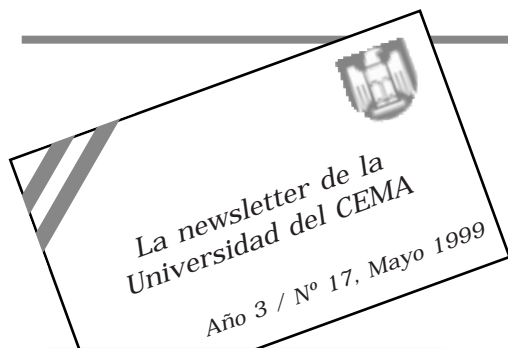 La newsletter de la
Universidad del CEMA
Año 3 / Nº 17, Mayo 1999